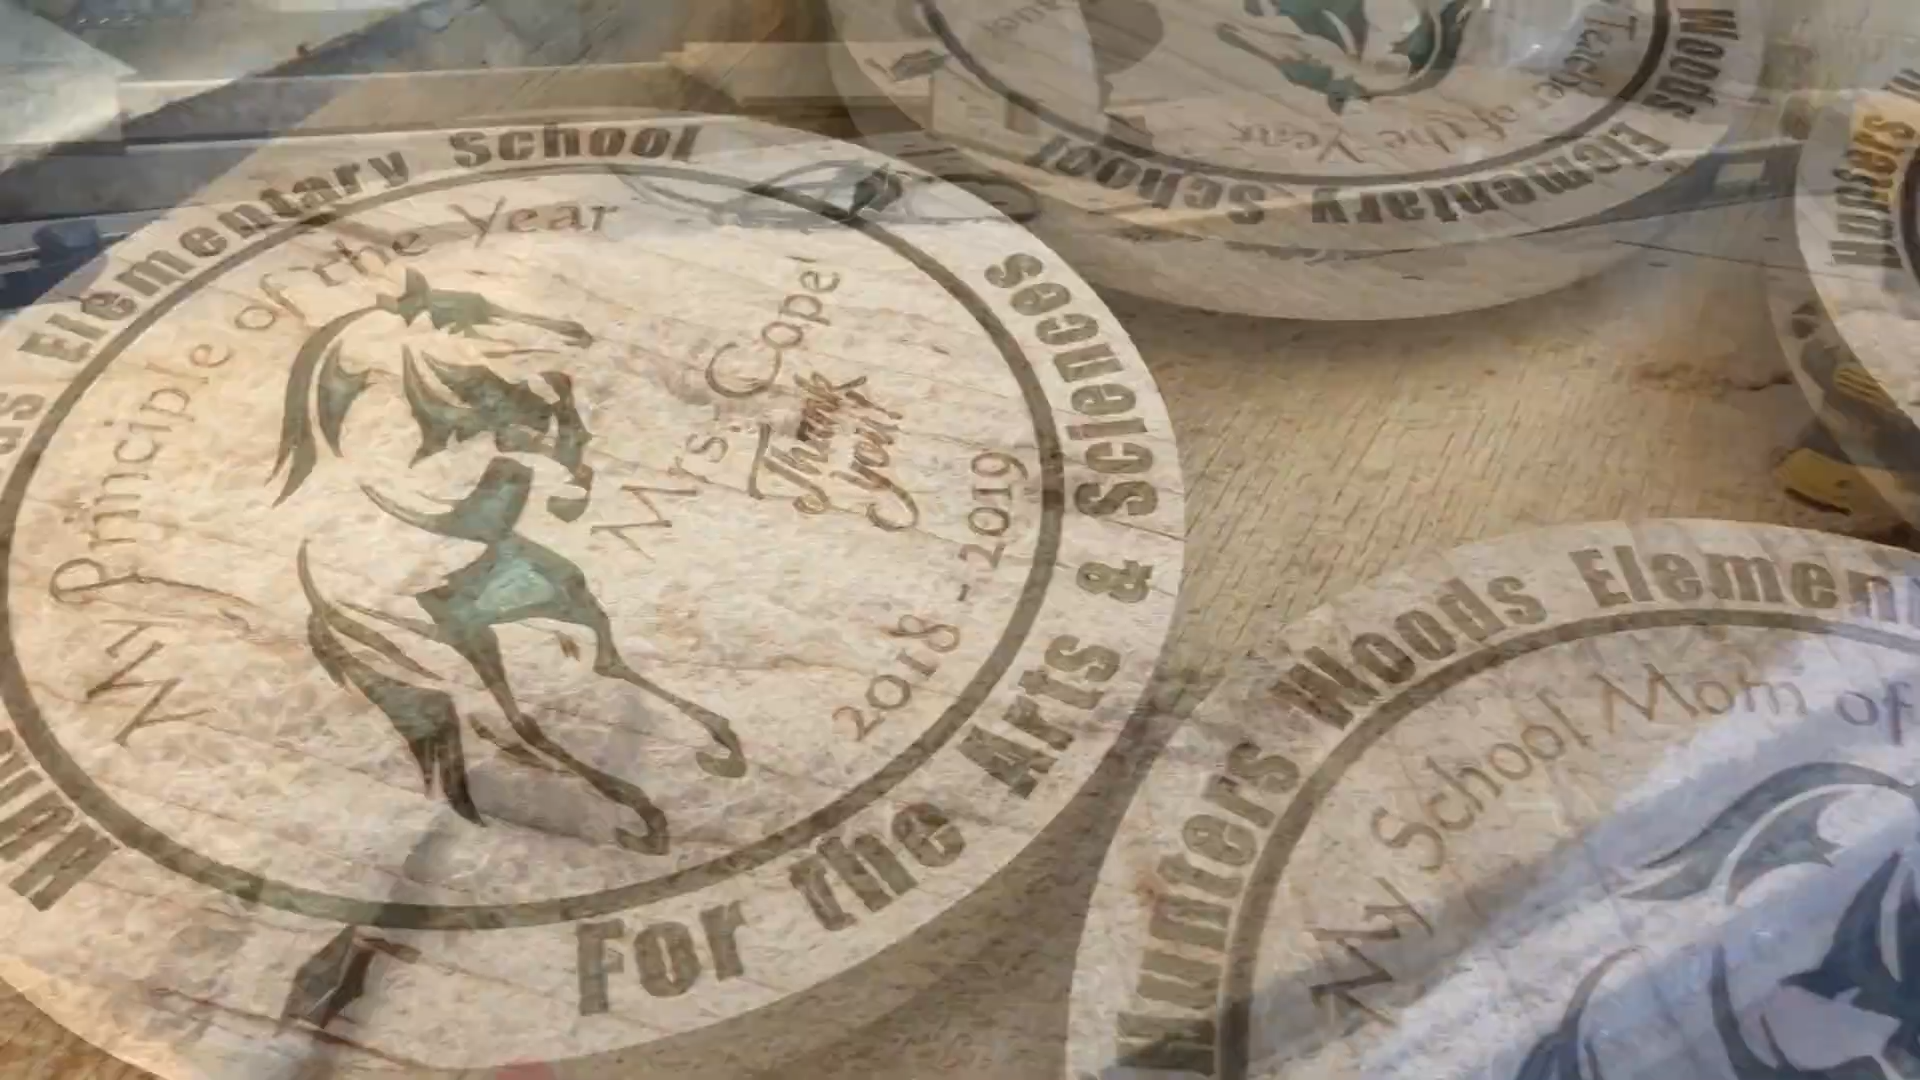 Elementary School
For the Arts & Sciences
My Principle of the Year
Mrs. Cope
Thank
you!!
2018-2019
Woods Elementary School
Teacher of the Year
Hunters Woods Elemen
My School Mom of